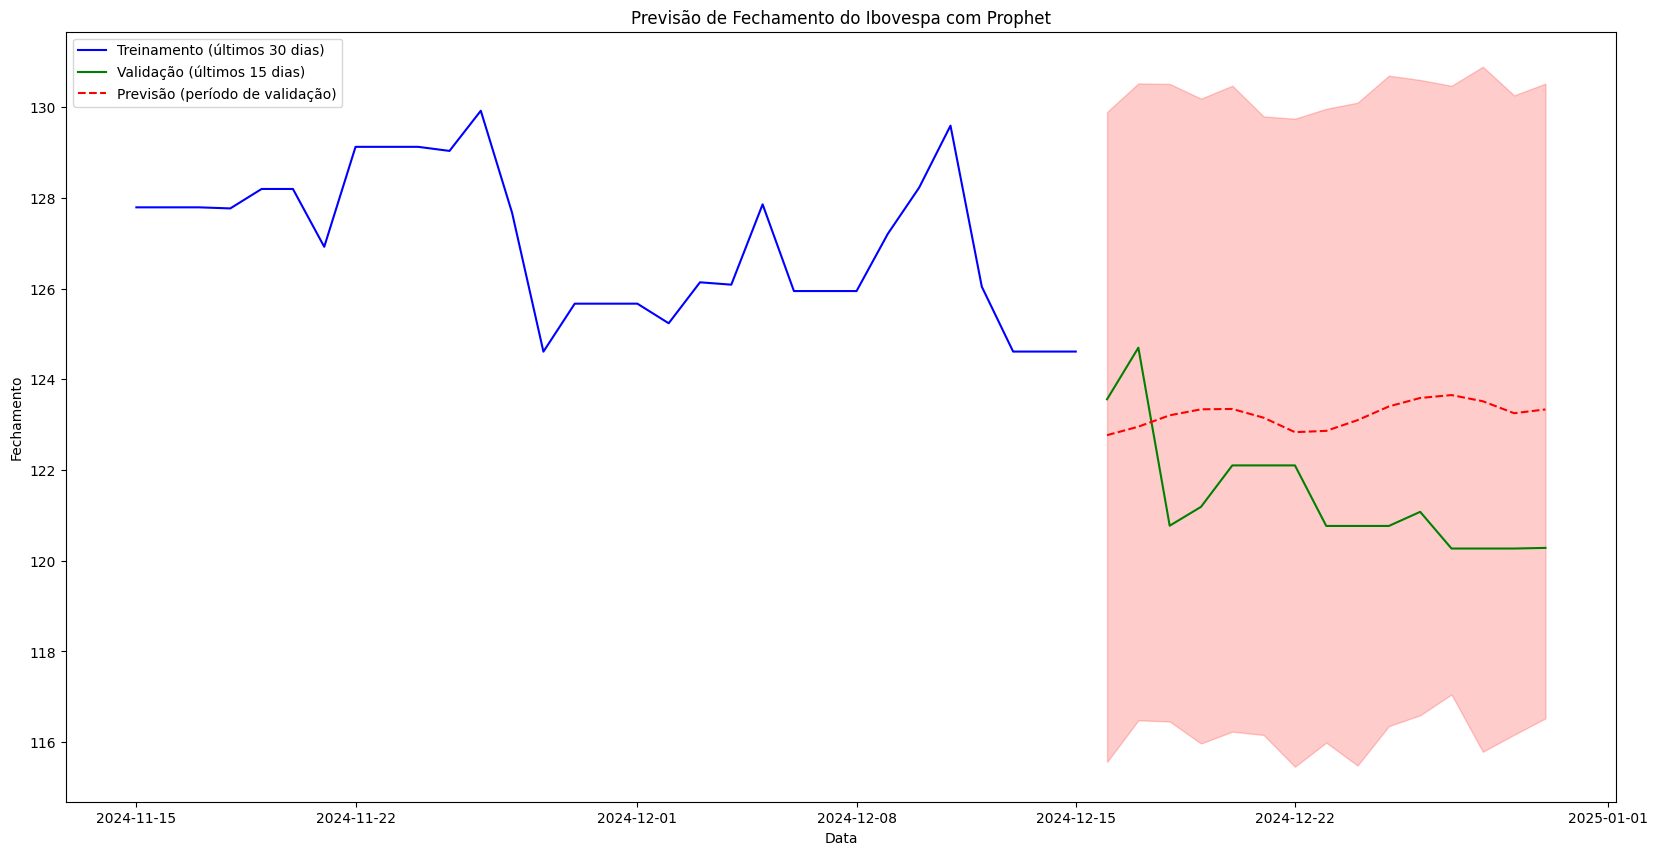 Previsão de Fechamento do Ibovespa com Prophet
Treinamento (últimos 30 dias)
Validação (últimos 15 dias)
Previsão (período de validação)
130
128
126
124
122
120
118
116
Fechamento
2024-11-15 2024-11-22 2024-12-01 2024-12-08 2024-12-15 2024-12-22 2025-01-01
Data